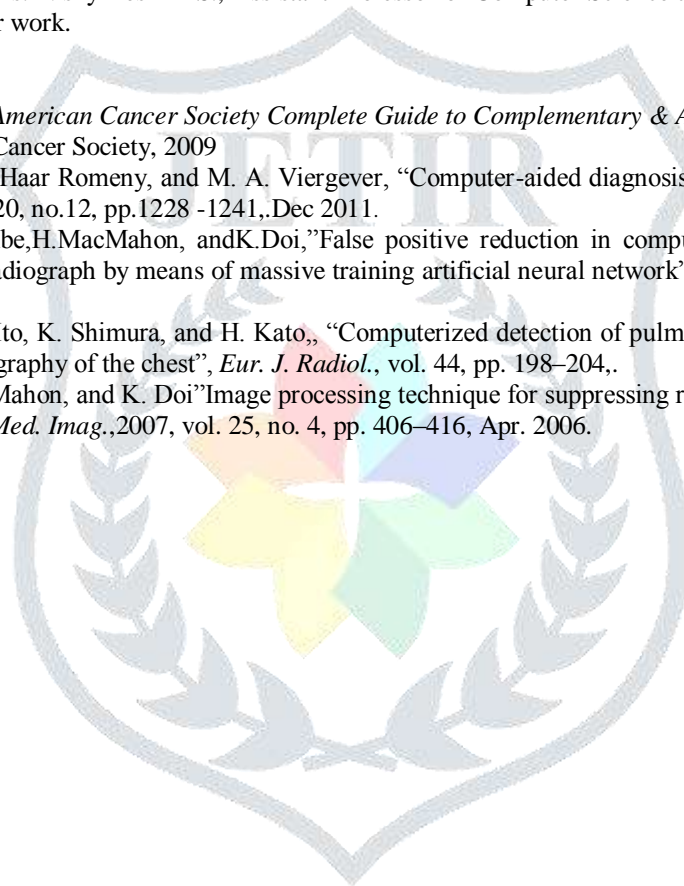 r work.
JETIR
American Cancer Society Complete Guide to Complementary & A
Cancer Society, 2009
Haar Romeny, and M. A. Viergever, “Computer-aided diagnosis
20, no.12, pp.1228 -1241,.Dec 2011.
be,H.MacMahon, andK.Doi,”False positive reduction in compu
adiograph by means of massive training artificial neural network”
Ito, K. Shimura, and H. Kato,, “Computerized detection of pulm
graphy of the chest”, Eur. J. Radiol., vol. 44, pp. 198–204,.
Mahon, and K. Doi”Image processing technique for suppressing r
Med. Imag.,2007, vol. 25, no. 4, pp. 406–416, Apr. 2006.